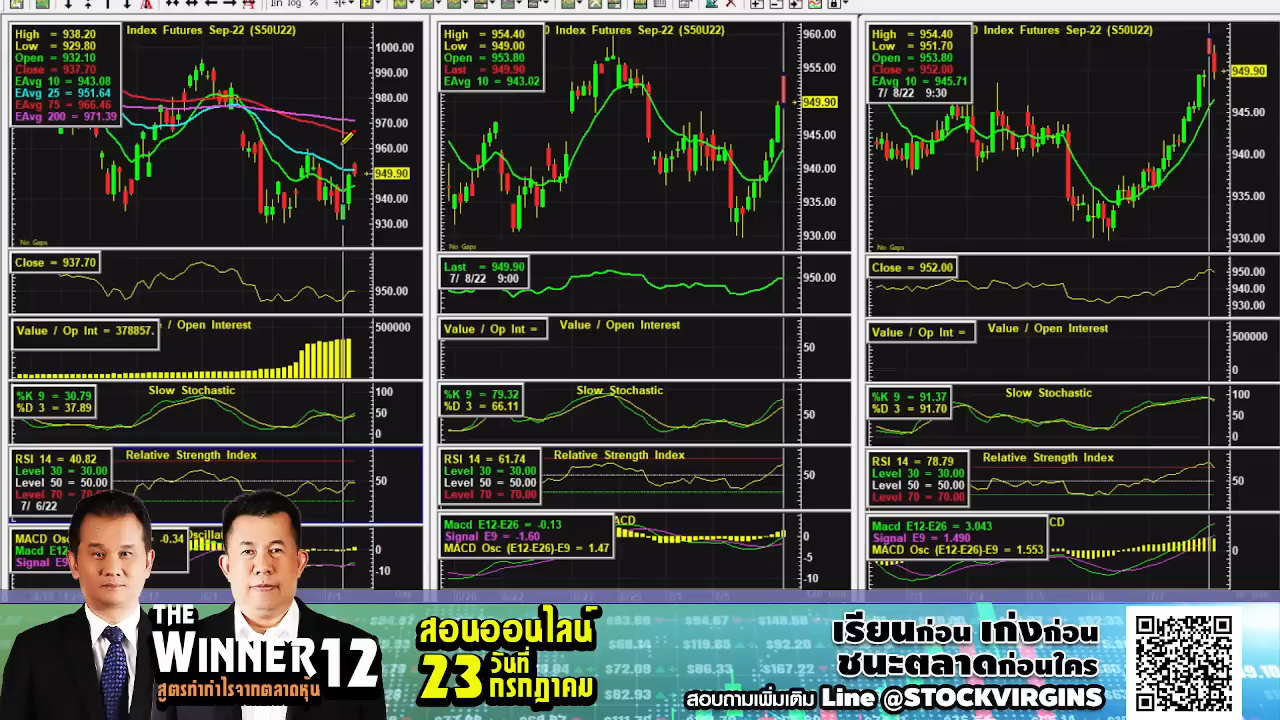 Index Futures Sep-22 (S50U22)
High = 938.20
Low = 929.80
Open = 932.10
Close = 937.70
EAvg 10 = 943.08
EAvg 25 = 951.64
EAvg 75 = 966.46
EAvg 200 = 971.39
1000.00
990.00
980.00
970.00
960.00
949.90
940.00
930.00
No Gaps
Close = 937.70
950.00
Value / Op Int = 378857.
/ Open Interest
500000
Slow Stochastic
%K 9 = 30.79
%D 3 = 37.89
100
50
0
Relative Strength Index
RSI 14 = 40.82
Level 30 = 30.00
Level 50 = 50.00
Level 70 = 70.00
7/ 6/22
50
MACD Osc
-0.34
Macd E12
Signal E9
0
-10
Index Futures Sep-22 (S50U22)
High = 954.40
Low = 949.00
Open = 953.80
Last = 949.90
EAvg 10 = 943.02
960.00
955.00
949.90
945.00
940.00
935.00
930.00
No Gaps
Last = 949.90
7/ 8/22 9:00
950.00
Value / Op Int =
Value / Open Interest
50
Slow Stochastic
%K 9 = 79.32
%D 3 = 66.11
50
Relative Strength Index
RSI 14 = 61.74
Level 30 = 30.00
Level 50 = 50.00
Level 70 = 70.00
50
Macd E12-E26 = -0.13
Signal E9 = -1.60
MACD Osc (E12-E26)-E9 = 1.47
0
-5
-10
Index Futures Sep-22 (S50U22)
High = 954.40
Low = 951.70
Open = 953.80
Close = 952.00
EAvg 10 = 945.71
7/ 8/22 9:30
949.90
945.00
940.00
935.00
930.00
No Gaps
Close = 952.00
950.00
940.00
930.00
Value / Op Int =
Value / Open Interest
500000
0
Slow Stochastic
%K 9 = 91.37
%D 3 = 91.70
100
50
0
Relative Strength Index
RSI 14 = 78.79
Level 30 = 30.00
Level 50 = 50.00
Level 70 = 70.00
50
Macd E12-E26 = 3.043
Signal E9 = 1.490
MACD Osc (E12-E26)-E9 = 1.553
0
THE
WINNER 12
สูตรทำกำไรจากตลาดหุ้น
สอนออนไลน์
วันที่
23 กรกฎาคม
เรียนก่อน เก่งก่อน
ชนะตลาดก่อนใคร
สอบถามเพิ่มเติม Line @STOCKVIRGINS